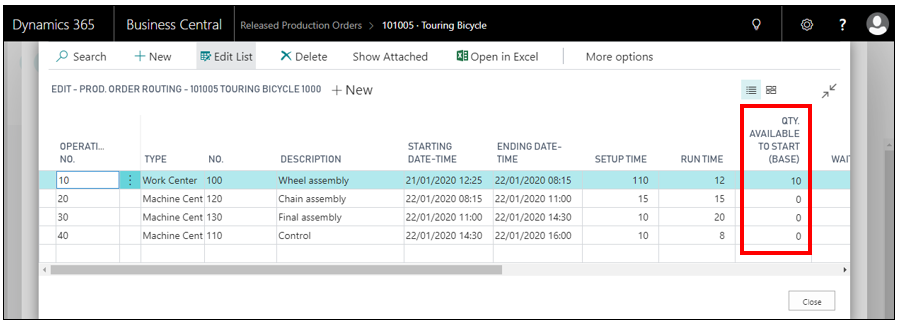 Dynamics 365 Business Central Released Production Orders > 101005 · Touring Bicycle ?
Search + New Edit List Delete Show Attached Open in Excel More options
EDIT - PROD. ORDER ROUTING - 101005 TOURING BICYCLE 1000 + New
OPERATI... NO. TYPE NO. DESCRIPTION STARTING DATE-TIME ENDING DATE-TIME SETUP TIME RUN TIME QTY. AVAILABLE TO START (BASE) WAI
10 Work Center 100 Wheel assembly 21/01/2020 12:25 22/01/2020 08:15 110 12 10
20 Machine Cent 120 Chain assembly 22/01/2020 08:15 22/01/2020 11:00 15 15 0
30 Machine Cent 130 Final assembly 22/01/2020 11:00 22/01/2020 14:30 10 20 0
40 Machine Cent 110 Control 22/01/2020 14:30 22/01/2020 16:00 10 8 0
Close